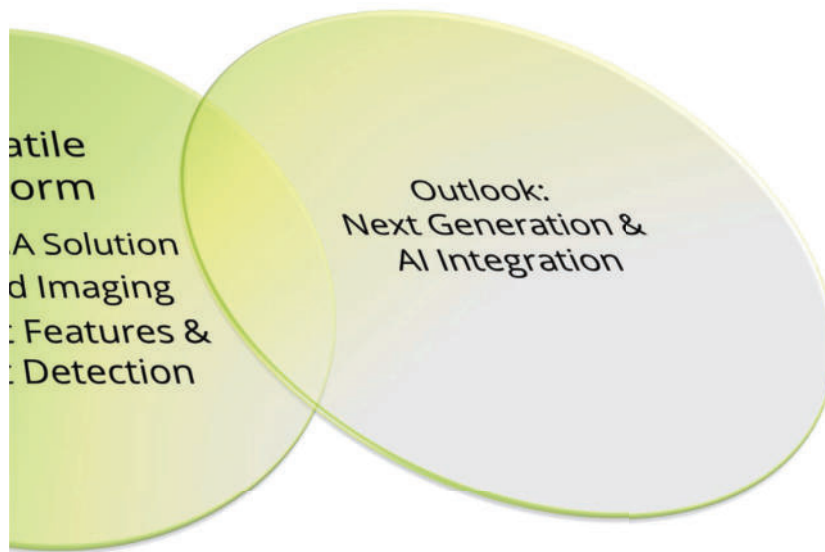 atile
orm
A Solution
d Imaging
Features &
Detection
Outlook:
Next Generation &
AI Integration